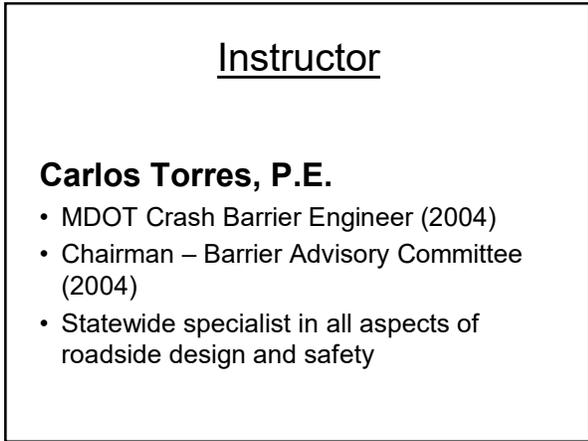 Instructor
Carlos Torres, P.E.
• MDOT Crash Barrier Engineer (2004)
• Chairman – Barrier Advisory Committee
(2004)
• Statewide specialist in all aspects of
roadside design and safety